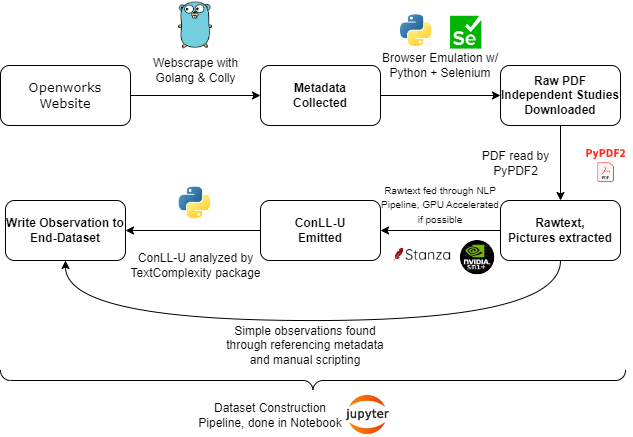 Webscrape with
Golang & Colly
Se
Browser Emulation w/
Python + Selenium
Openworks
Website
Metadata
Collected
Raw PDF
Independent Studies
Downloaded
PDF read by
PyPDF2
PyPDF2
PDF
Rawtext fed through NLP
Pipeline, GPU Accelerated
if possible
Write Observation to
End-Dataset
ConLL-U
Emitted
Rawtext,
Pictures extracted
ConLL-U analyzed by
TextComplexity package
Stanza
NVIDIA.
sm1+
Simple observations found
through referencing metadata
and manual scripting
Dataset Construction
Pipeline, done in Notebook
jupyter